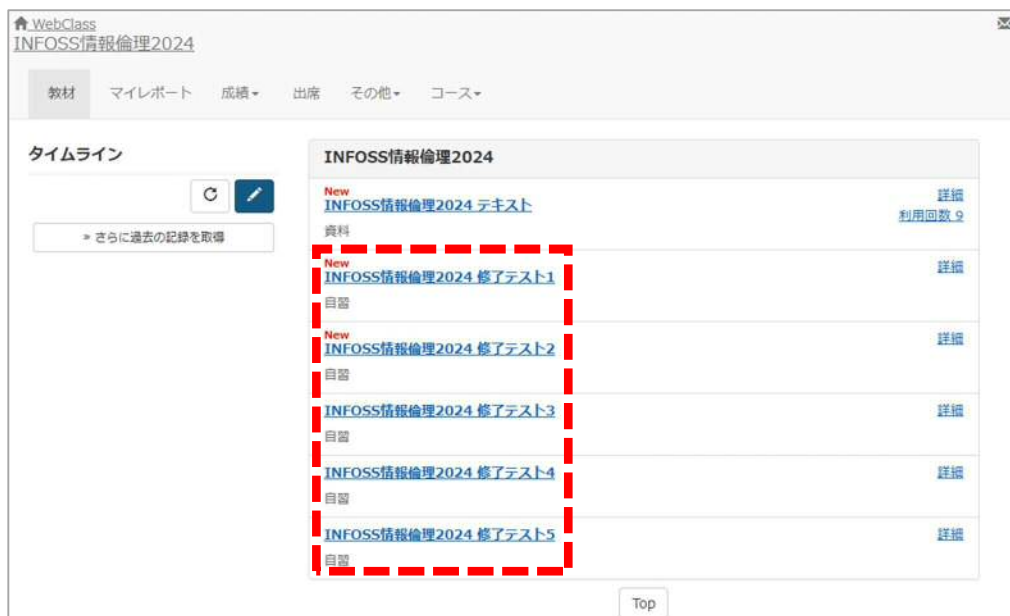 WebClass
INFOSS情報倫理2024
教材 マイレポート 成績 出席 その他 コース
タイムライン
» さらに過去の記録を取得
INFOSS情報倫理2024
New
INFOSS情報倫理2024 テキスト 詳細
利用回数 9
資料
New
INFOSS情報倫理2024 修了テスト1 詳細
自習
New
INFOSS情報倫理2024 修了テスト2 詳細
自習
INFOSS情報倫理2024 修了テスト3 詳細
自習
INFOSS情報倫理2024 修了テスト4 詳細
自習
INFOSS情報倫理2024 修了テスト5 詳細
自習
Top